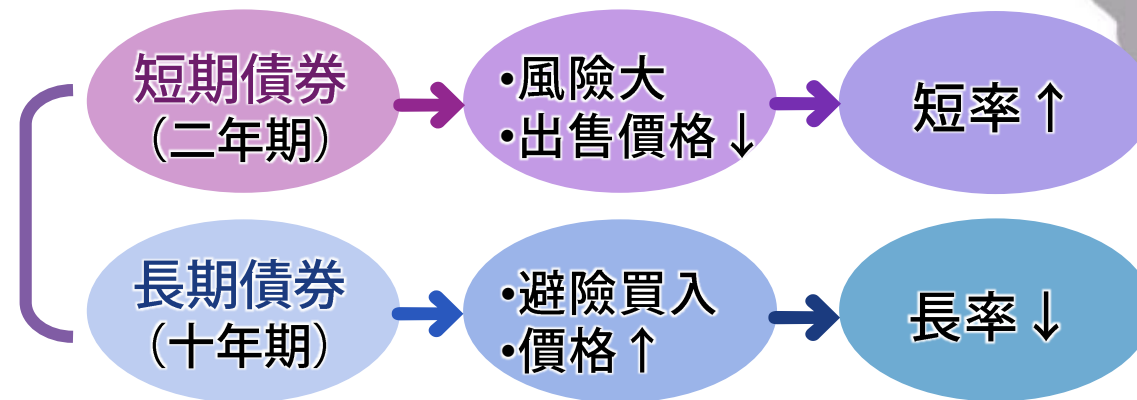 短期債券
（二年期）
•風險大
•出售價格↓
短率↑
長期債券
（十年期）
•避險買入
•價格↑
長率↓